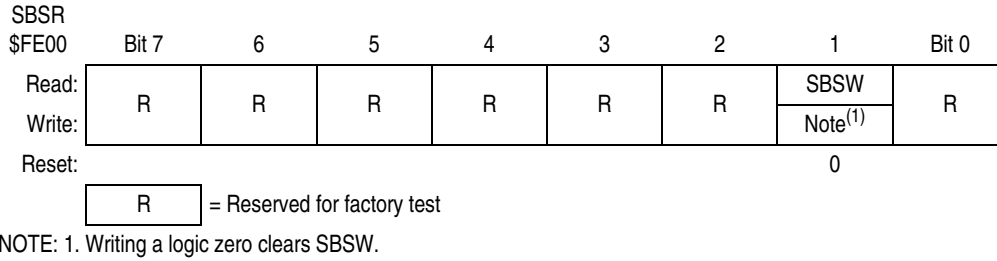 SBSR
$FE00 Bit 7 6 5 4 3 2 1 Bit 0
Read: R R R R R R SBSW R
Write: Note(1)
Reset: 0
R = Reserved for factory test
NOTE: 1. Writing a logic zero clears SBSW.